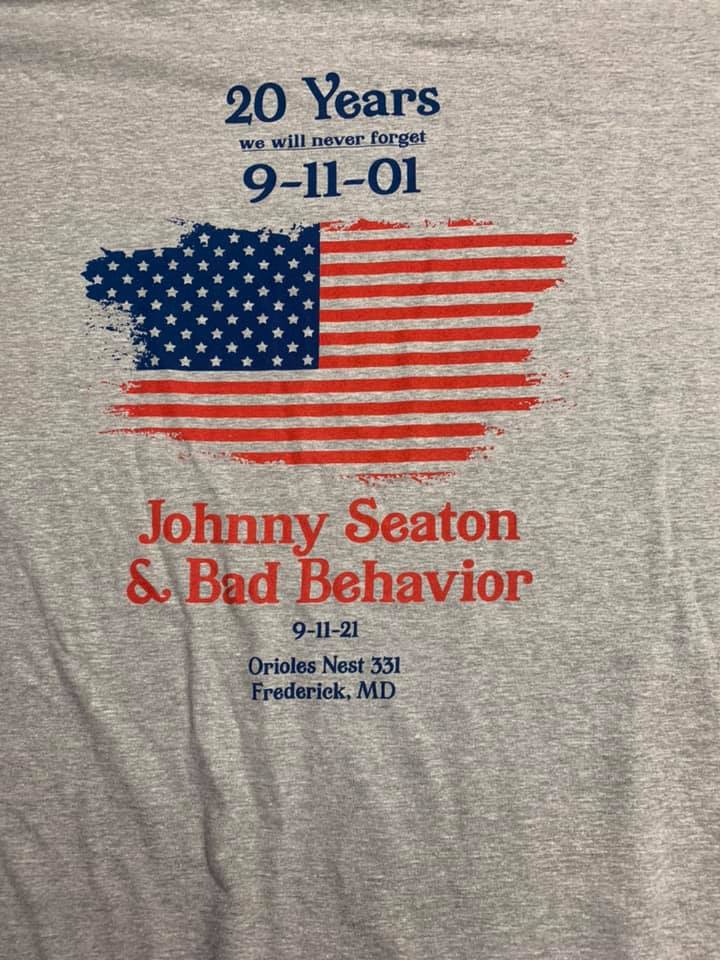 20 Years
we will never forget
9-11-01
Johnny Seaton
& Bad Behavior
9-11-21
Orioles Nest 331
Frederick, MD